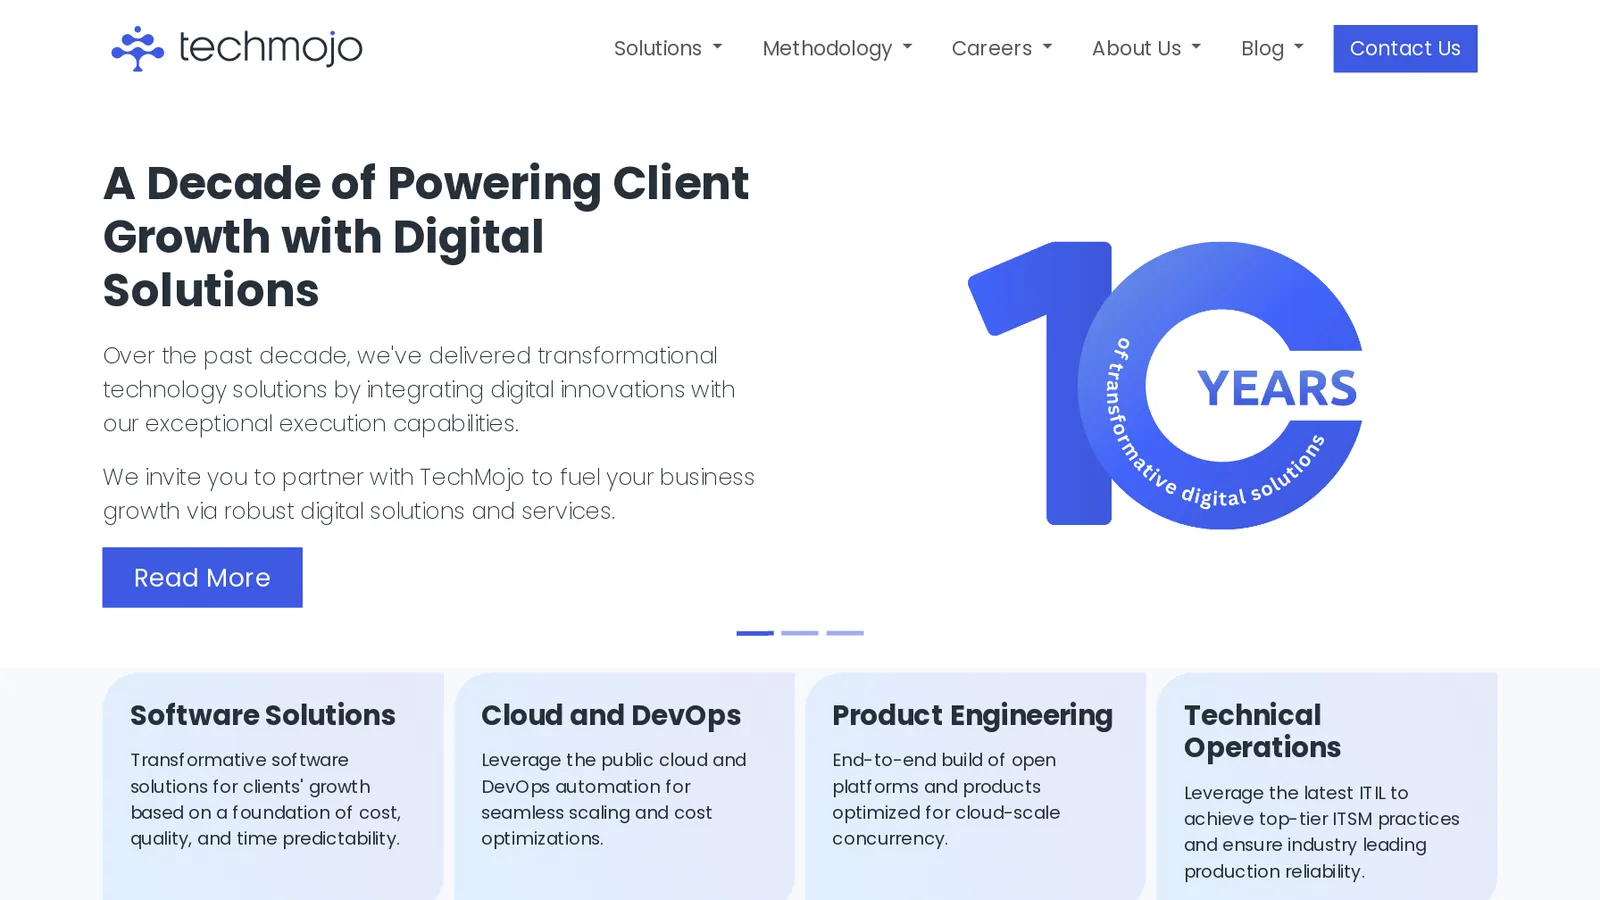 techmojo
Solutions
Methodology
Careers
About Us
Blog
Contact Us
A Decade of Powering Client
Growth with Digital
Solutions
Over the past decade, we've delivered transformational
technology solutions by integrating digital innovations with
our exceptional execution capabilities.
We invite you to partner with TechMojo to fuel your business
growth via robust digital solutions and services.
Read More
10
YEARS
of transformative digital solutions
Software Solutions
Transformative software
solutions for clients' growth
based on a foundation of cost,
quality, and time predictability.
Cloud and DevOps
Leverage the public cloud and
DevOps automation for
seamless scaling and cost
optimizations.
Product Engineering
End-to-end build of open
platforms and products
optimized for cloud-scale
concurrency.
Technical
Operations
Leverage the latest ITIL to
achieve top-tier ITSM practices
and ensure industry leading
production reliability.